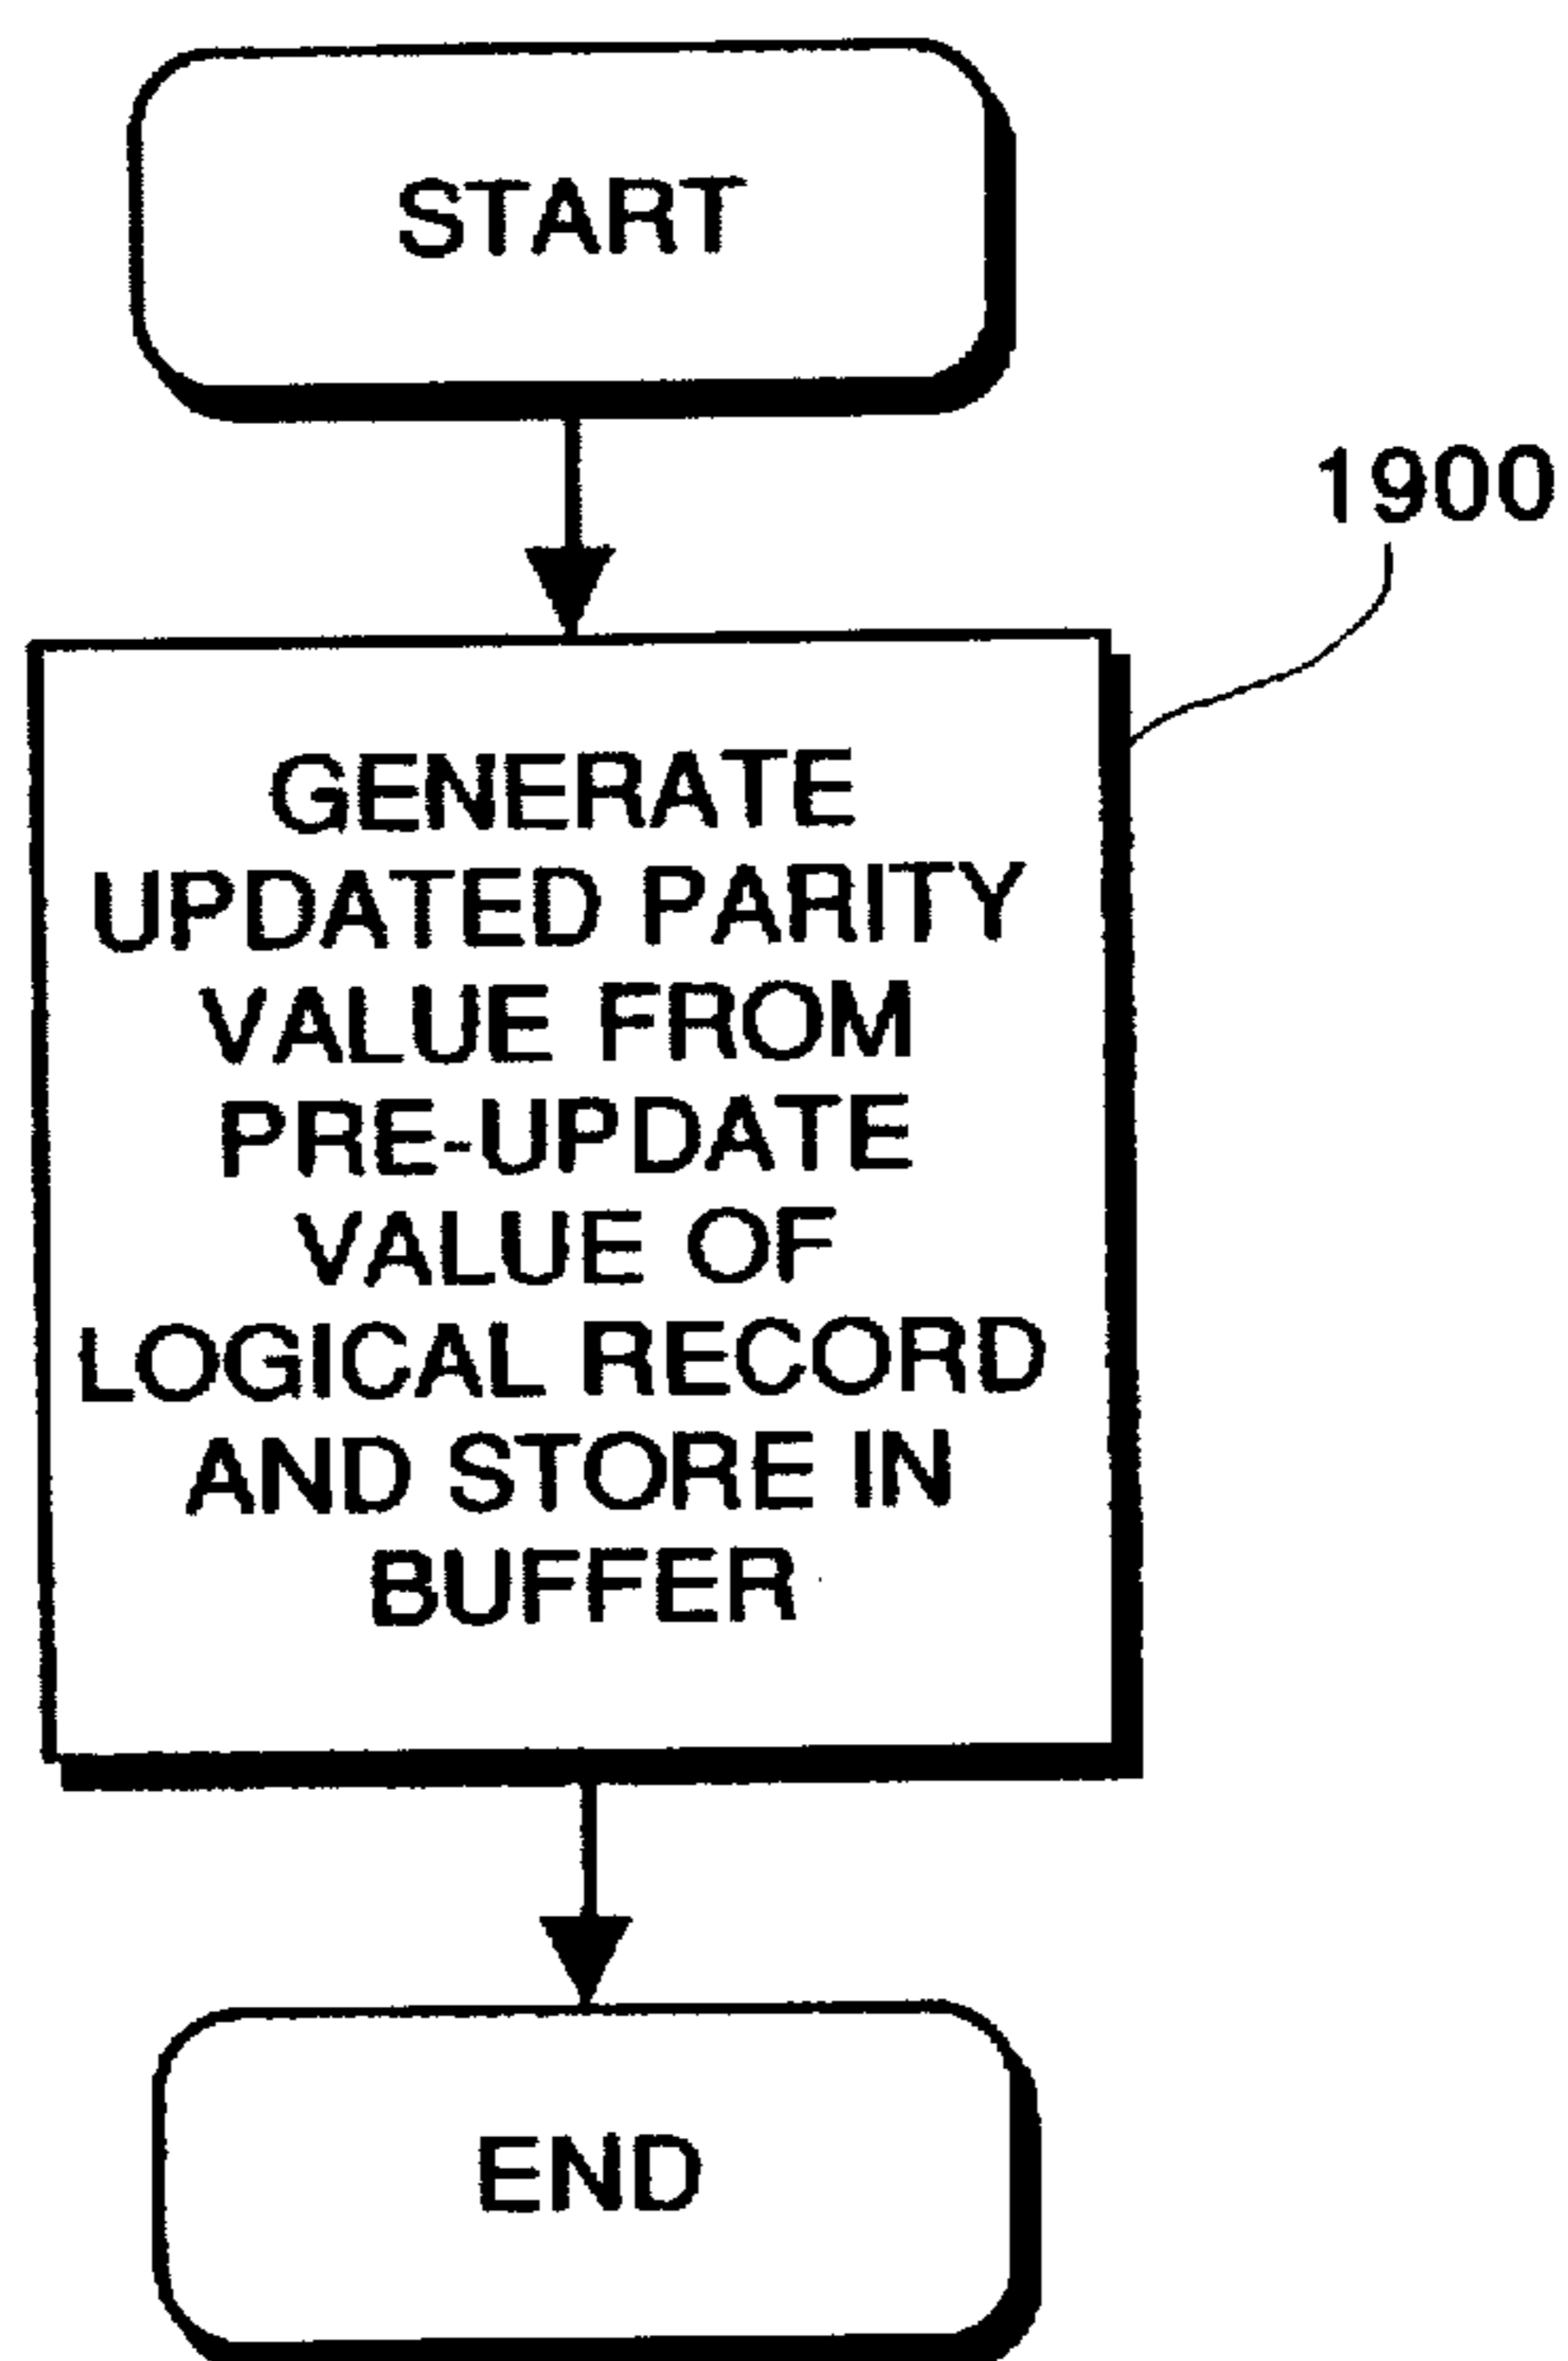 START
1900
GENERATE
UPDATED PARITY
VALUE FROM
PRE-UPDATE
VALUE OF
LOGICAL RECORD
AND STORE IN
BUFFER
END